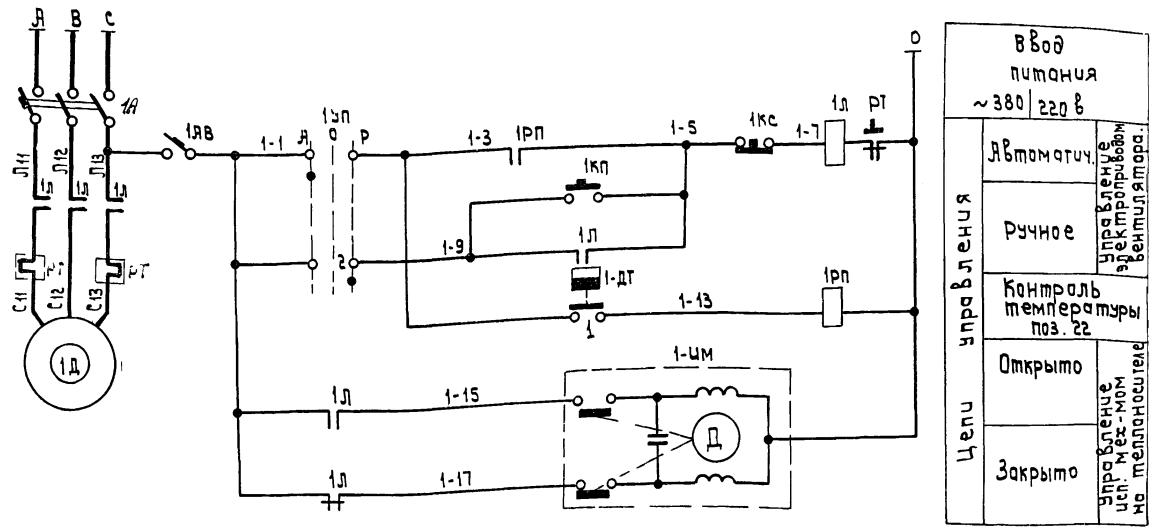 А В С
1А
Л11 Л12 Л13
1АВ
1л 1л 1л
РТ РТ
С11 С12 С13
1Д
1-1
1УП
А О Р
1-3
1РП
1-5
1КС
1-7
1Л
РТ
О
1КП
1-9
2
1Л
1-ДТ
1
1-13
1РП
1-ИМ
1Л
1-15
Д
1Л
1-17
Ввод
питания
~380 220 в
Цепи управления
Автоматич.
Ручное
Управление
электроприводом
вентилятора.
Контроль
температуры
поз. 22
Открыто
Закрыто
Управление
исп. мех-мом
на теплоносителе